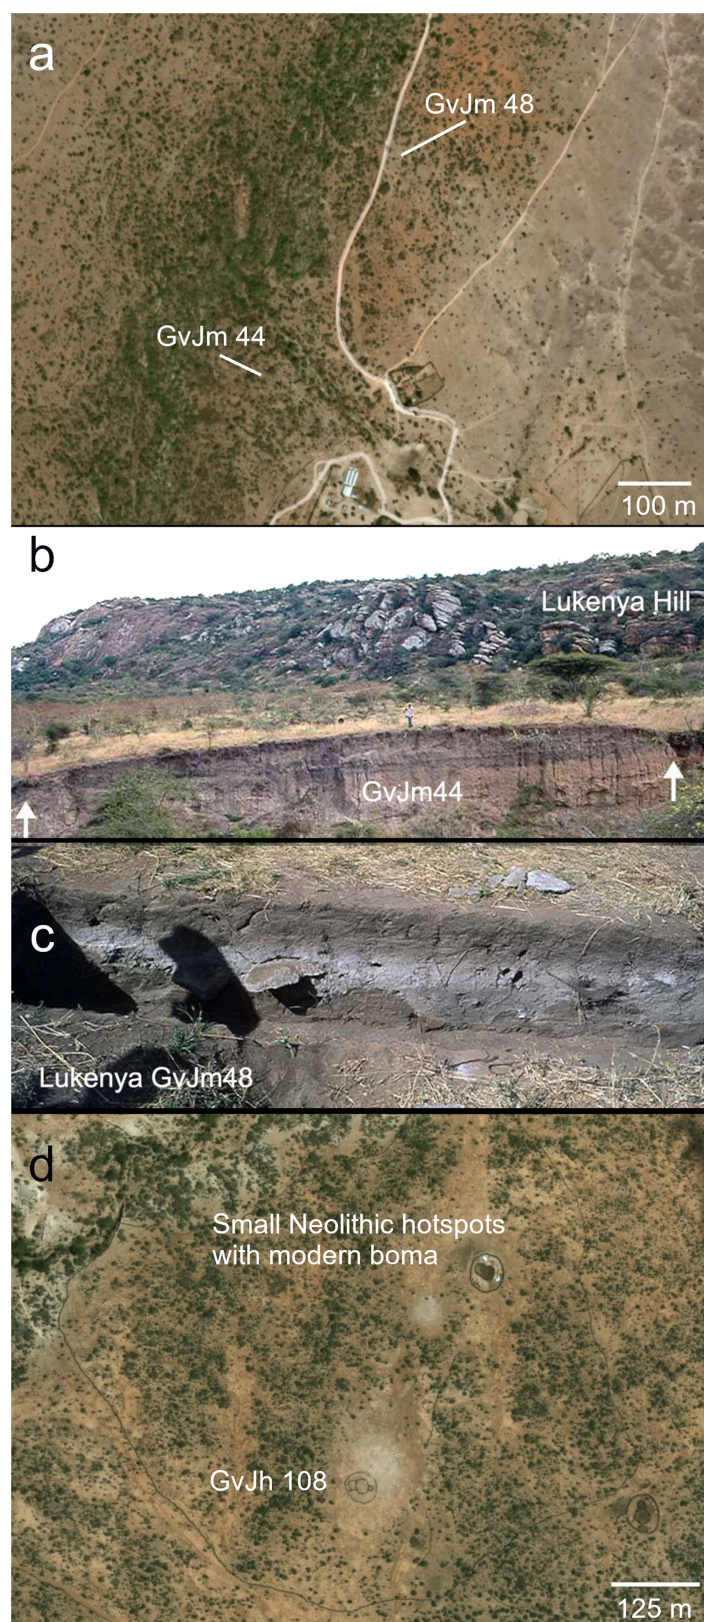 a
GvJm 48
GvJm 44
100 m
b
Lukenya Hill
GvJm44
c
Lukenya GvJm48
d
Small Neolithic hotspots
with modern boma
GvJh 108
125 m